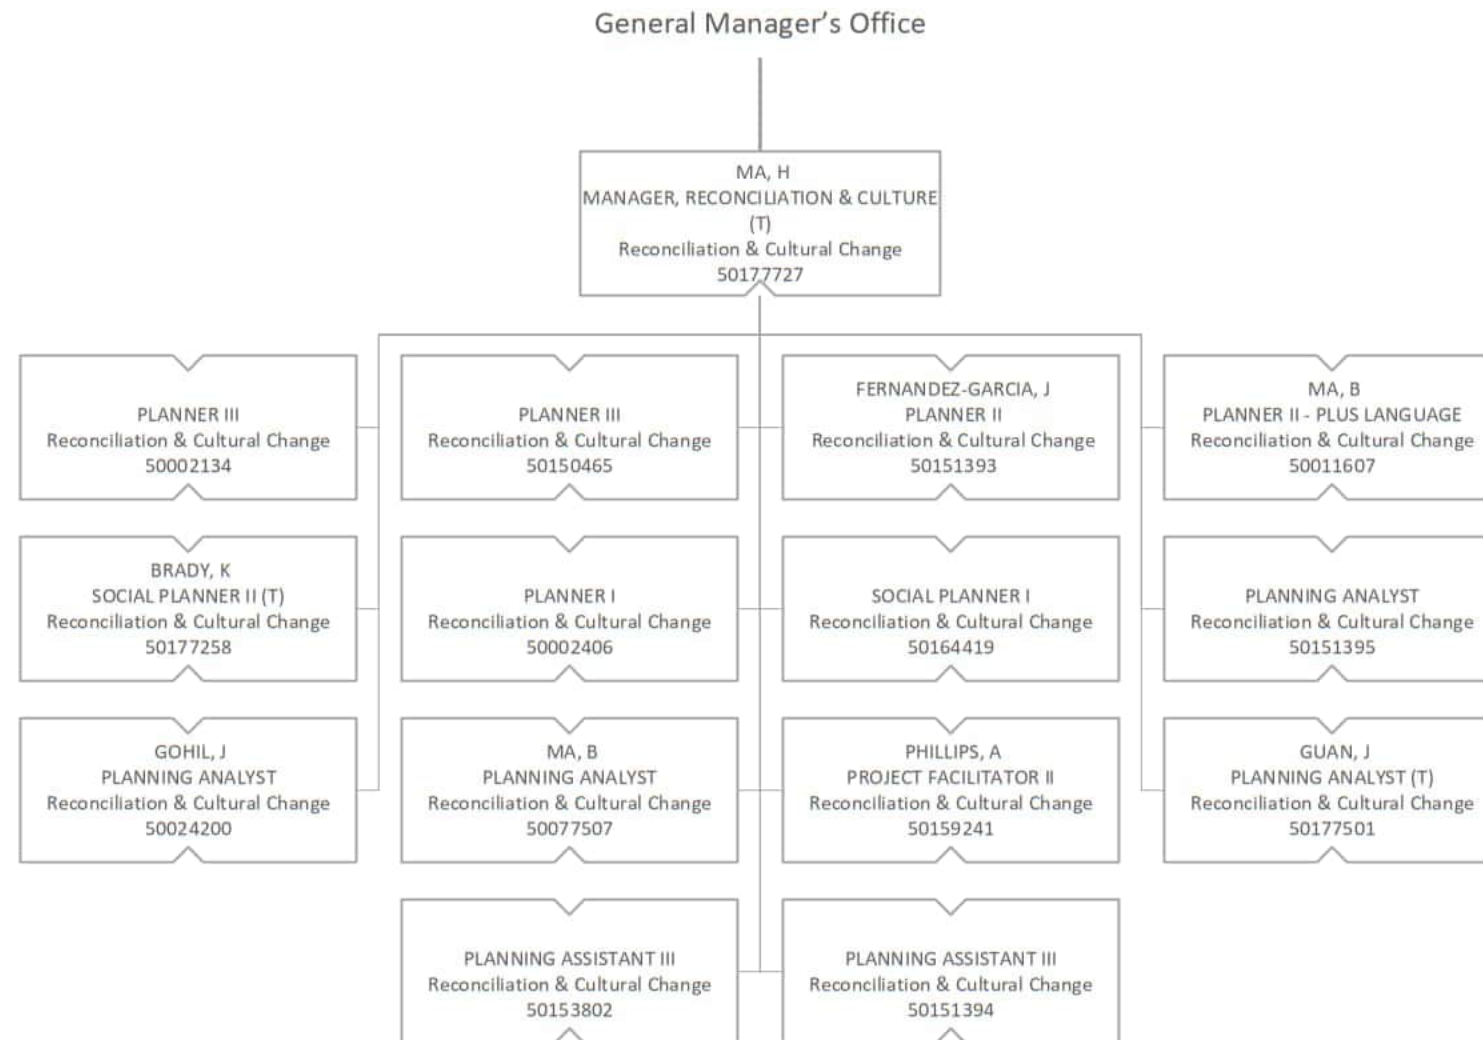 General Manager's Office
MA, H
MANAGER, RECONCILIATION & CULTURE
(T)
Reconciliation & Cultural Change
50177727
PLANNER III
Reconciliation & Cultural Change
50002134
PLANNER III
Reconciliation & Cultural Change
50150465
FERNANDEZ-GARCIA, J
PLANNER II
Reconciliation & Cultural Change
50151393
MA, B
PLANNER II - PLUS LANGUAGE
Reconciliation & Cultural Change
50011607
BRADY, K
SOCIAL PLANNER II (T)
Reconciliation & Cultural Change
50177258
PLANNER I
Reconciliation & Cultural Change
50002406
SOCIAL PLANNER I
Reconciliation & Cultural Change
50164419
PLANNING ANALYST
Reconciliation & Cultural Change
50151395
GOHIL, J
PLANNING ANALYST
Reconciliation & Cultural Change
50024200
MA, B
PLANNING ANALYST
Reconciliation & Cultural Change
50077507
PHILLIPS, A
PROJECT FACILITATOR II
Reconciliation & Cultural Change
50159241
GUAN, J
PLANNING ANALYST (T)
Reconciliation & Cultural Change
50177501
PLANNING ASSISTANT III
Reconciliation & Cultural Change
50153802
PLANNING ASSISTANT III
Reconciliation & Cultural Change
50151394